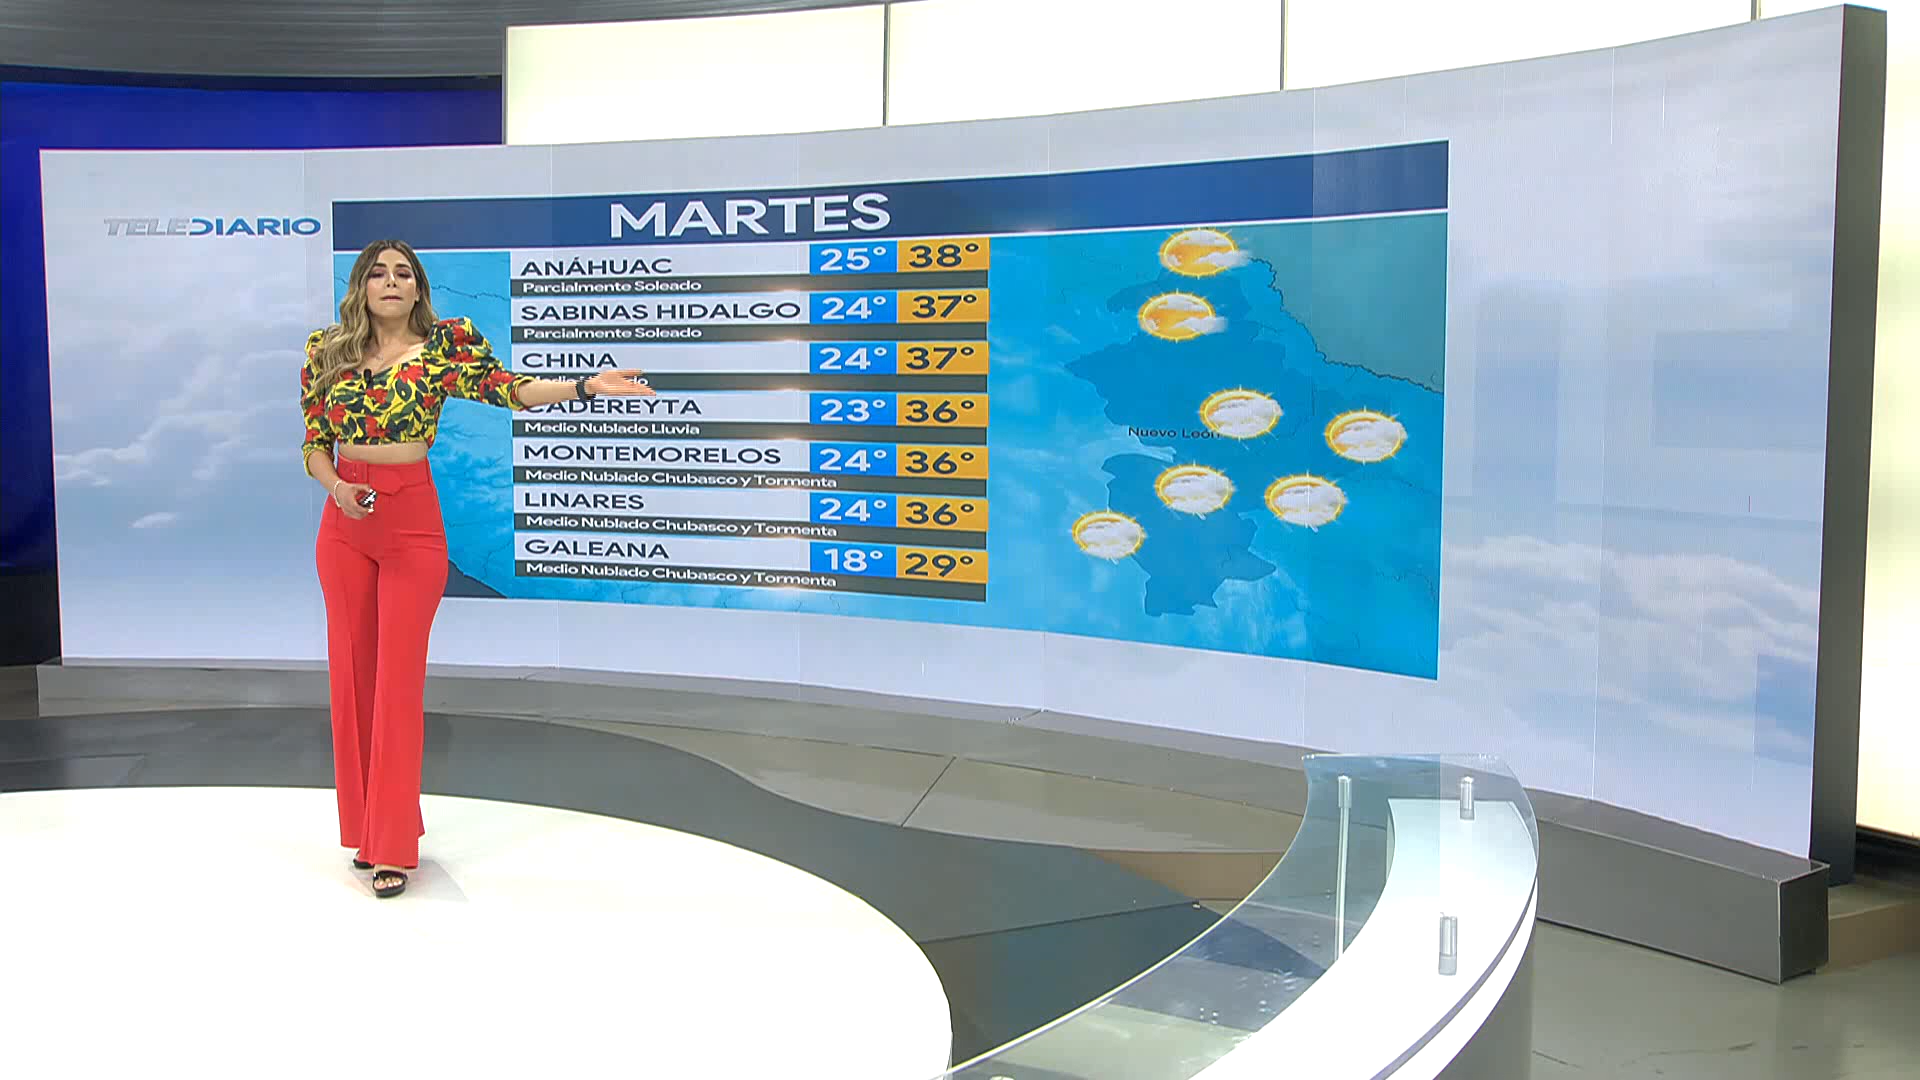 TELEDIARIO
MARTES
ANÁHUAC 25° 38°
Parcialmente Soleado
SABINAS HIDALGO 24° 37°
Parcialmente Soleado
CHINA 24° 37°
CADEREYTA 23° 36°
Medio Nublado Lluvia
MONTEMORELOS 24° 36°
Medio Nublado Chubasco y Tormenta
LINARES 24° 36°
Medio Nublado Chubasco y Tormenta
GALEANA 18° 29°
Medio Nublado Chubasco y Tormenta
Nuevo León